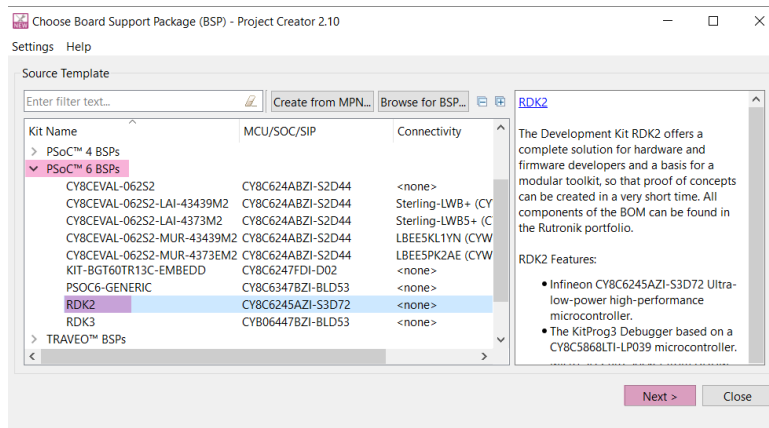 Choose Board Support Package (BSP) - Project Creator 2.10
Settings Help
Source Template
Enter filter text...
Create from MPN...
Browse for BSP...
Kit Name MCU/SOC/SIP Connectivity
PSoC™ 4 BSPs
PSoC™ 6 BSPs
CY8CEVAL-062S2 CY8C624ABZI-S2D44 <none>
CY8CEVAL-062S2-LAI-43439M2 CY8C624ABZI-S2D44 Sterling-LWB+ (CY
CY8CEVAL-062S2-LAI-4373M2 CY8C624ABZI-S2D44 Sterling-LWB5+ (C
CY8CEVAL-062S2-MUR-43439M2 CY8C624ABZI-S2D44 LBEE5KL1YN (CYW
CY8CEVAL-062S2-MUR-4373EM2 CY8C624ABZI-S2D44 LBEE5PK2AE (CYW
KIT-BGT60TR13C-EMBEDD CY8C6247FDI-D02 <none>
PSOC6-GENERIC CY8C6347BZI-BLD53 <none>
RDK2 CY8C6245AZI-S3D72 <none>
RDK3 CYB06447BZI-BLD53 <none>
TRAVEO™ BSPs
RDK2
The Development Kit RDK2 offers a
complete solution for hardware and
firmware developers and a basis for a
modular toolkit, so that proof of concepts
can be created in a very short time. All
components of the BOM can be found in
the Rutronik portfolio.
RDK2 Features:
Infineon CY8C6245AZI-S3D72 Ultra-
low-power high-performance
microcontroller.
The KitProg3 Debugger based on a
CY8C5868LTI-LP039 microcontroller.
Next >
Close